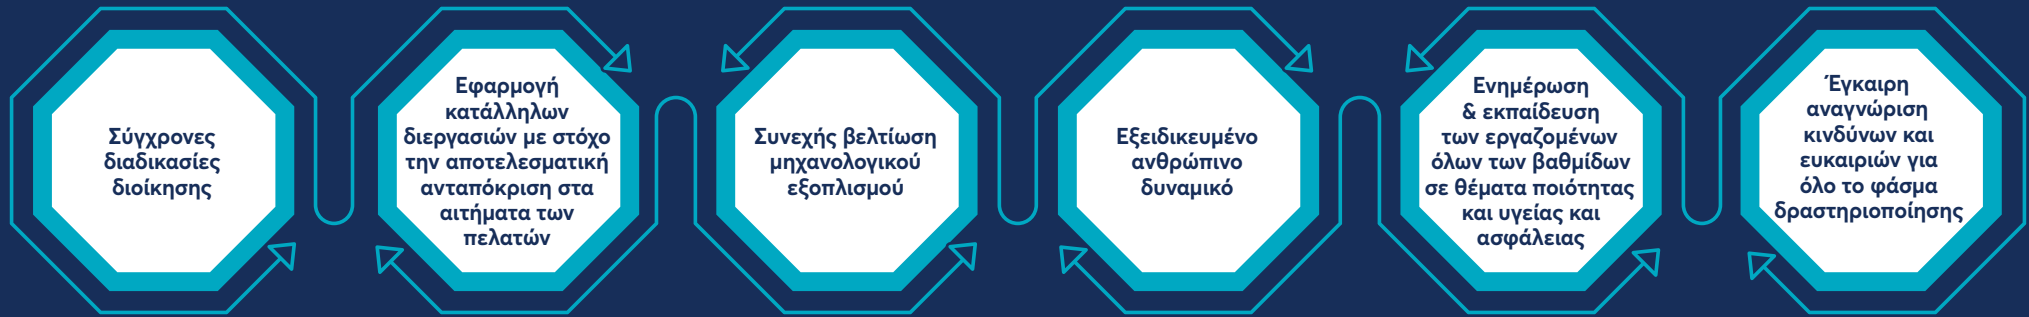 Σύγχρονες
διαδικασίες
διοίκησης
Εφαρμογή
κατάλληλων
διεργασιών με στόχο
την αποτελεσματική
ανταπόκριση στα
αιτήματα των
πελατών
Συνεχής βελτίωση
μηχανολογικού
εξοπλισμού
Εξειδικευμένο
ανθρώπινο
δυναμικό
Ενημέρωση
& εκπαίδευση
των εργαζομένων
όλων των βαθμίδων
σε θέματα ποιότητας
και υγείας και
ασφάλειας
Έγκαιρη
αναγνώριση
κινδύνων και
ευκαιριών για
όλο το φάσμα
δραστηριοποίησης